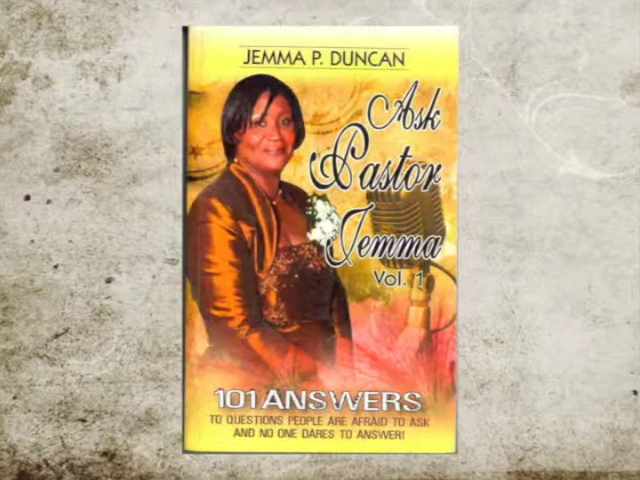 JEMMA P. DUNCAN
Ask
Pastor
Jemma
Vol. 1
101 ANSWERS
TO QUESTIONS PEOPLE ARE AFRAID TO ASK
AND NO ONE DARES TO ANSWER!